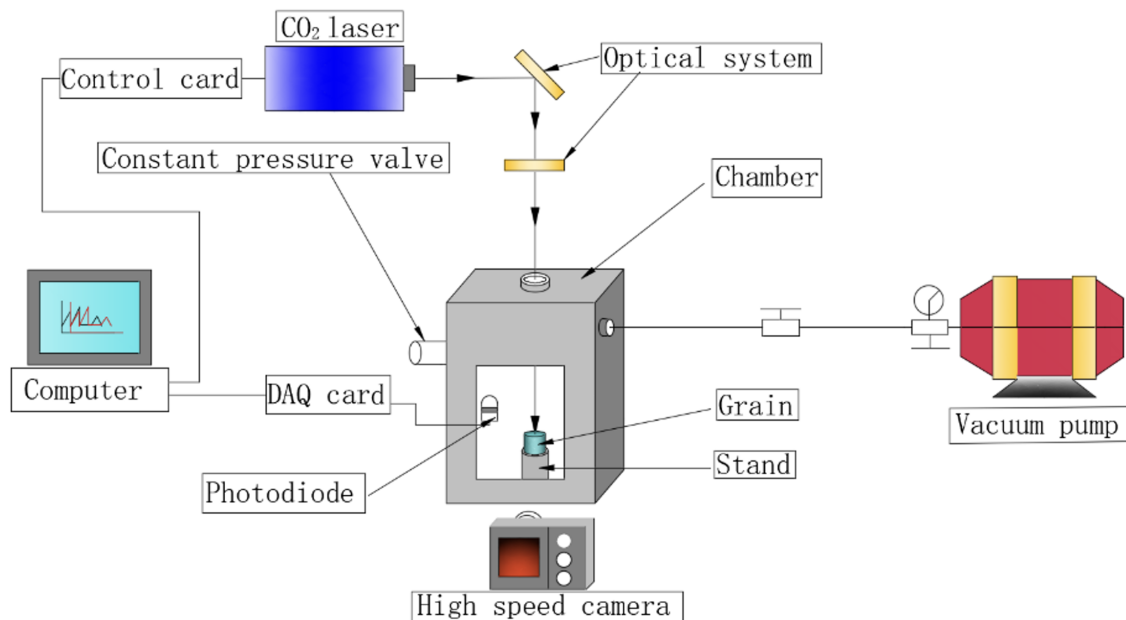 CO₂ laser
Control card
Optical system
Constant pressure valve
Chamber
Computer
DAQ card
Grain
Stand
Vacuum pump
Photodiode
High speed camera